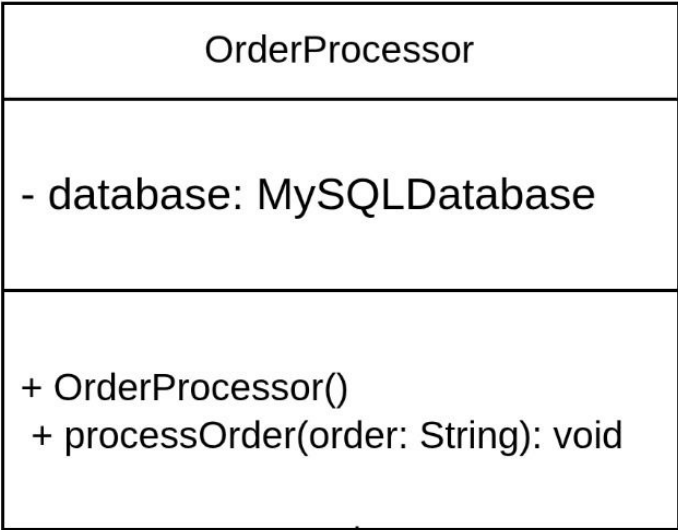 OrderProcessor
- database: MySQLDatabase
+ OrderProcessor()
+ processOrder(order: String): void